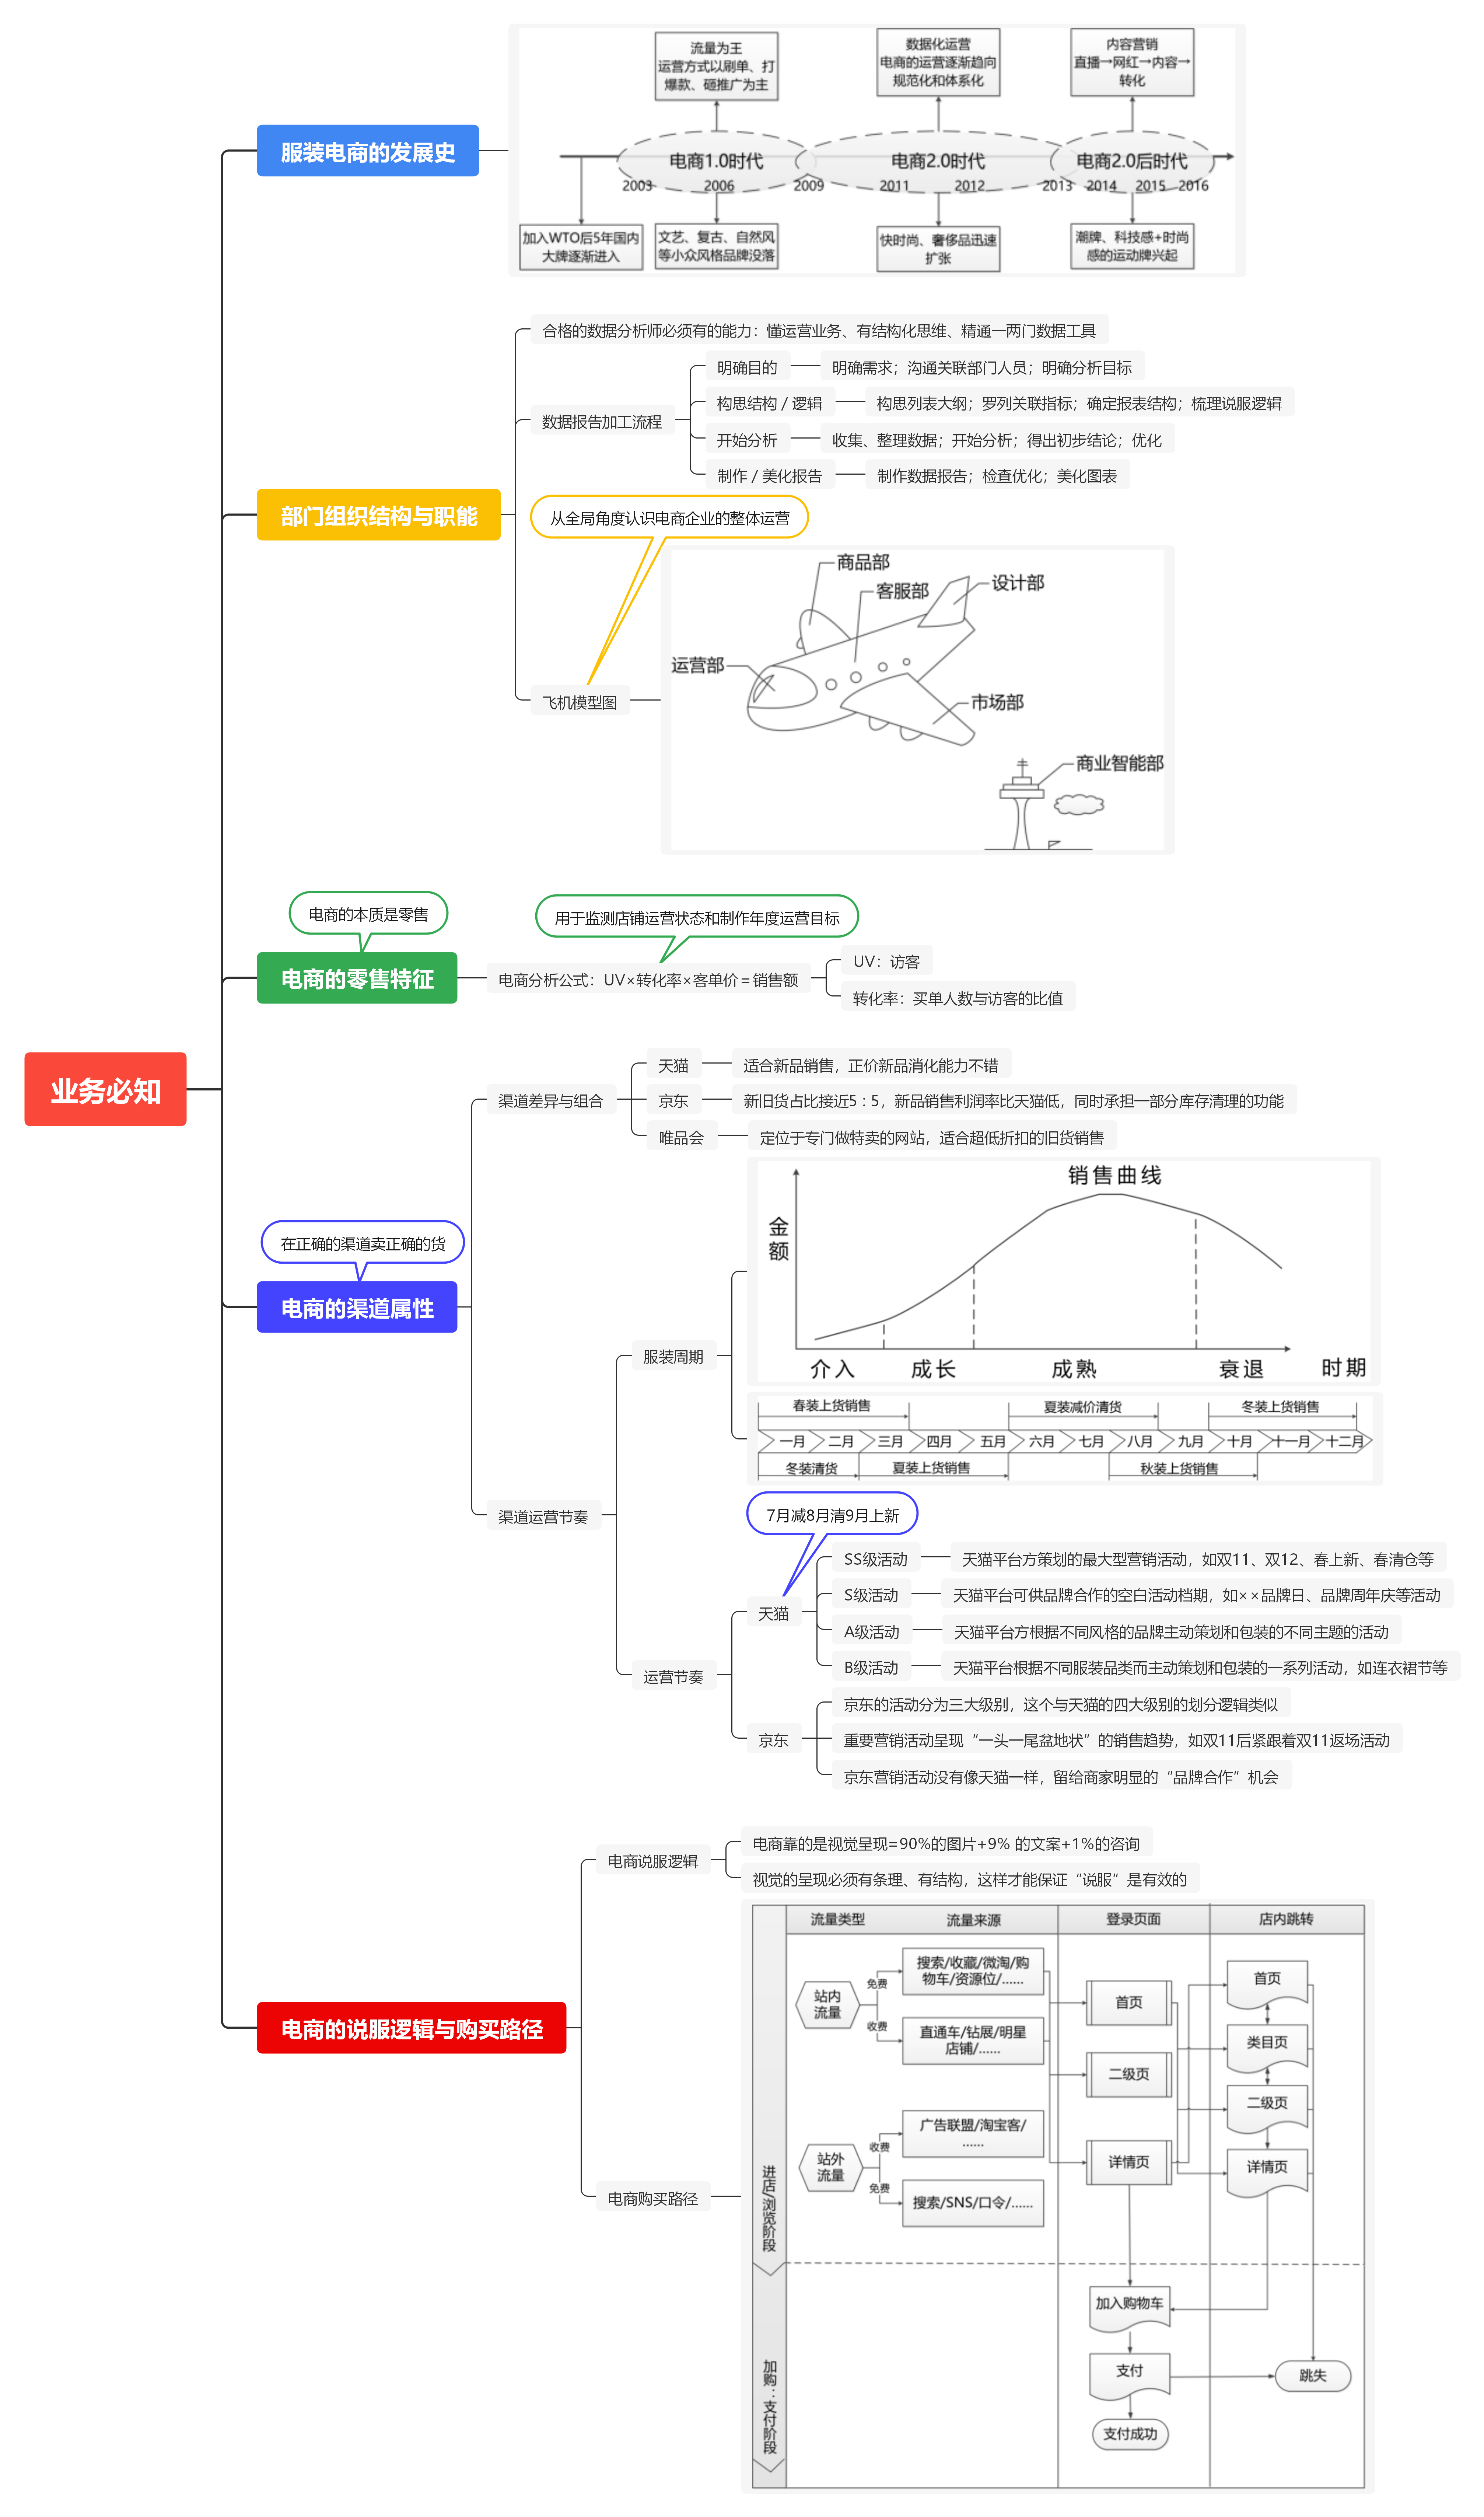 业务必知
服装电商的发展史
流量为王
运营方式以刷单、打
爆款、砸推广为主
数据化运营
电商的运营逐渐趋向
规范化和体系化
内容营销
直播→网红→内容→
转化
电商1.0时代
电商2.0时代
电商2.0后时代
2003
2006
2009
2011
2012
2013
2014
2015
2016
加入WTO后5年国内
大牌逐渐进入
文艺、复古、自然风
等小众风格品牌没落
快时尚、奢侈品迅速
扩张
潮牌、科技感+时尚
感的运动牌兴起
部门组织结构与职能
合格的数据分析师必须有的能力：懂运营业务、有结构化思维、精通一两门数据工具
数据报告加工流程
明确目的
明确需求；沟通关联部门人员；明确分析目标
构思结构 / 逻辑
构思列表大纲；罗列关联指标；确定报表结构；梳理说服逻辑
开始分析
收集、整理数据；开始分析；得出初步结论；优化
制作 / 美化报告
制作数据报告；检查优化；美化图表
从全局角度认识电商企业的整体运营
飞机模型图
商品部
客服部
设计部
运营部
市场部
商业智能部
电商的本质是零售
电商的零售特征
用于监测店铺运营状态和制作年度运营目标
电商分析公式：UV×转化率×客单价＝销售额
UV：访客
转化率：买单人数与访客的比值
在正确的渠道卖正确的货
电商的渠道属性
渠道差异与组合
天猫
适合新品销售，正价新品消化能力不错
京东
新旧货占比接近5：5，新品销售利润率比天猫低，同时承担一部分库存清理的功能
唯品会
定位于专门做特卖的网站，适合超低折扣的旧货销售
渠道运营节奏
服装周期
销售曲线
金
额
介入
成长
成熟
衰退
时期
春装上货销售
夏装减价清货
冬装上货销售
一月
二月
三月
四月
五月
六月
七月
八月
九月
十月
十一月
十二月
冬装清货
夏装上货销售
秋装上货销售
运营节奏
7月减8月清9月上新
天猫
SS级活动
天猫平台方策划的最大型营销活动，如双11、双12、春上新、春清仓等
S级活动
天猫平台可供品牌合作的空白活动档期，如××品牌日、品牌周年庆等活动
A级活动
天猫平台方根据不同风格的品牌主动策划和包装的不同主题的活动
B级活动
天猫平台根据不同服装品类而主动策划和包装的一系列活动，如连衣裙节等
京东
京东的活动分为三大级别，这个与天猫的四大级别的划分逻辑类似
重要营销活动呈现“一头一尾盆地状”的销售趋势，如双11后紧跟着双11返场活动
京东营销活动没有像天猫一样，留给商家明显的“品牌合作”机会
电商的说服逻辑与购买路径
电商说服逻辑
电商靠的是视觉呈现=90%的图片+9% 的文案+1%的咨询
视觉的呈现必须有条理、有结构，这样才能保证“说服”是有效的
电商购买路径
流量类型
流量来源
登录页面
店内跳转
进店/浏览阶段
站内
流量
免费
收费
搜索/收藏/微淘/购
物车/资源位/......
直通车/钻展/明星
店铺/......
站外
流量
收费
免费
广告联盟/淘宝客/
......
搜索/SNS/口令/......
首页
二级页
详情页
首页
类目页
二级页
详情页
加购：支付阶段
加入购物车
支付
跳失
支付成功